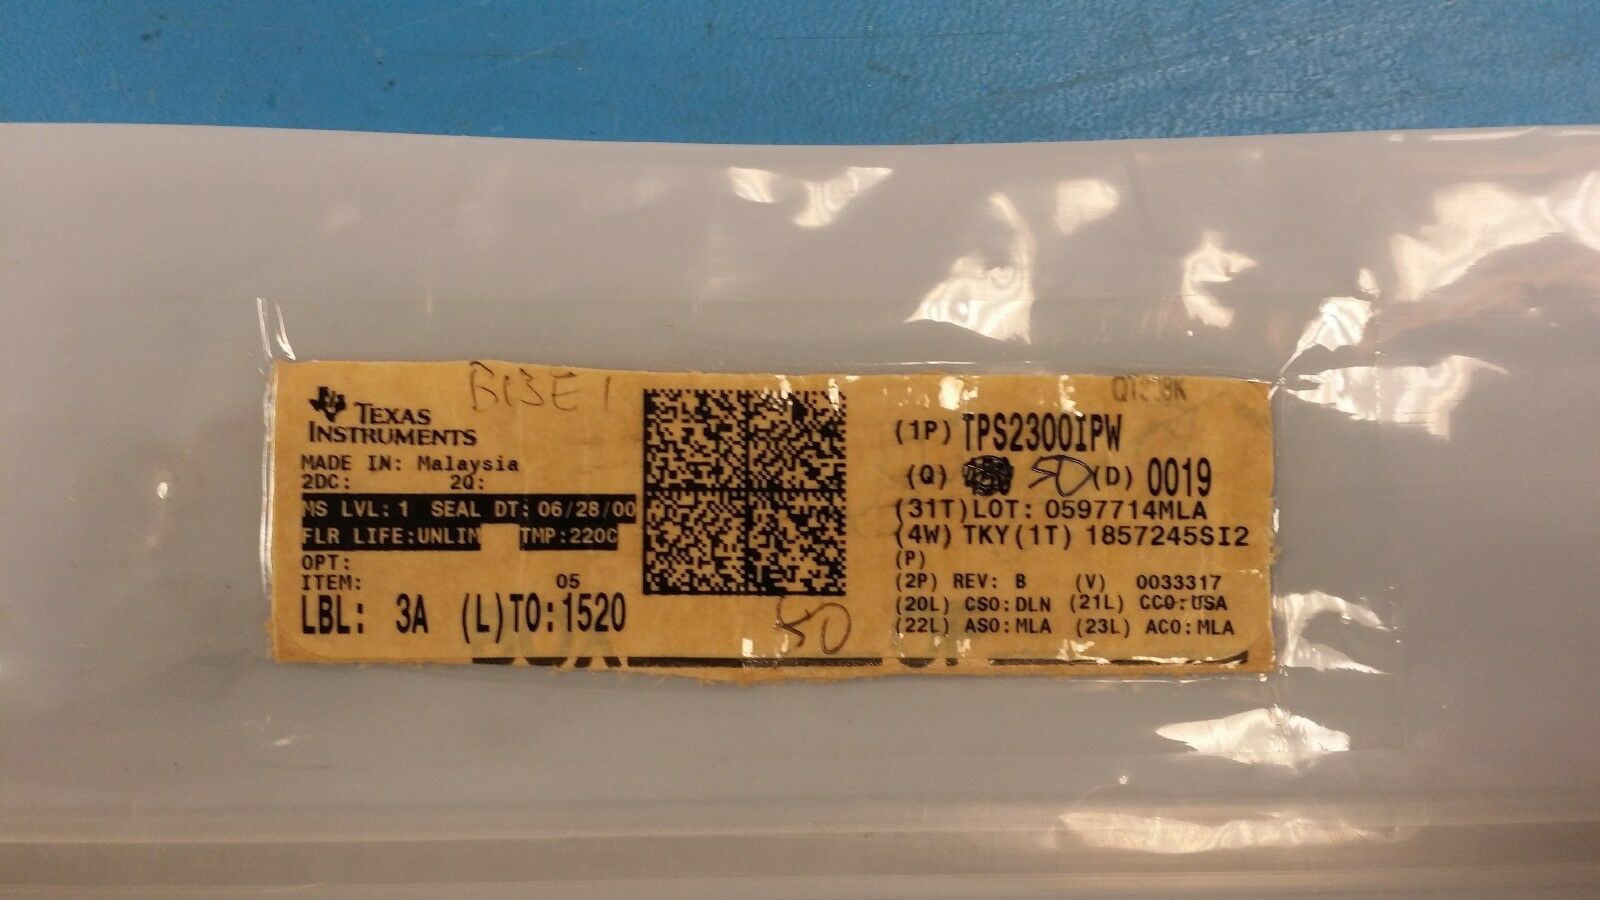 B13E1
TEXAS
INSTRUMENTS
MADE IN: Malaysia
2DC: 2Q:
MS LVL: 1 SEAL DT: 06/28/00
FLR LIFE:UNLIM TMP:220C
OPT:
ITEM: 05
LBL: 3A (L)TO:1520
50
(1P) TPS2300IPW
(Q) 50 (D) 0019
(31T)LOT: 0597714MLA
(4W) TKY(1T) 1857245SI2
(P)
(2P) REV: B (V) 0033317
(20L) CSO:DLN (21L) CCO:USA
(22L) ASO:MLA (23L) ACO:MLA